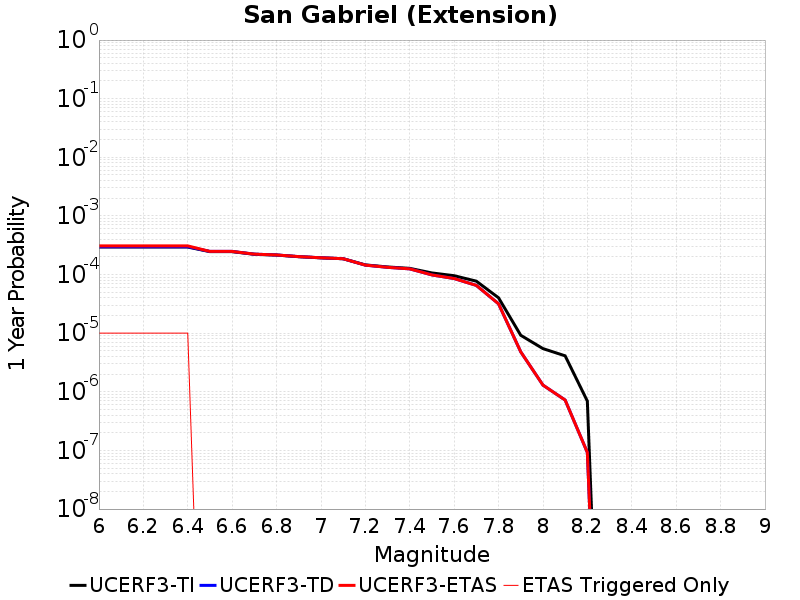 San Gabriel (Extension)
1 Year Probability
10^0
10^-1
10^-2
10^-3
10^-4
10^-5
10^-6
10^-7
10^-8
6 6.2 6.4 6.6 6.8 7 7.2 7.4 7.6 7.8 8 8.2 8.4 8.6 8.8 9
Magnitude
UCERF3-TI UCERF3-TD UCERF3-ETAS ETAS Triggered Only